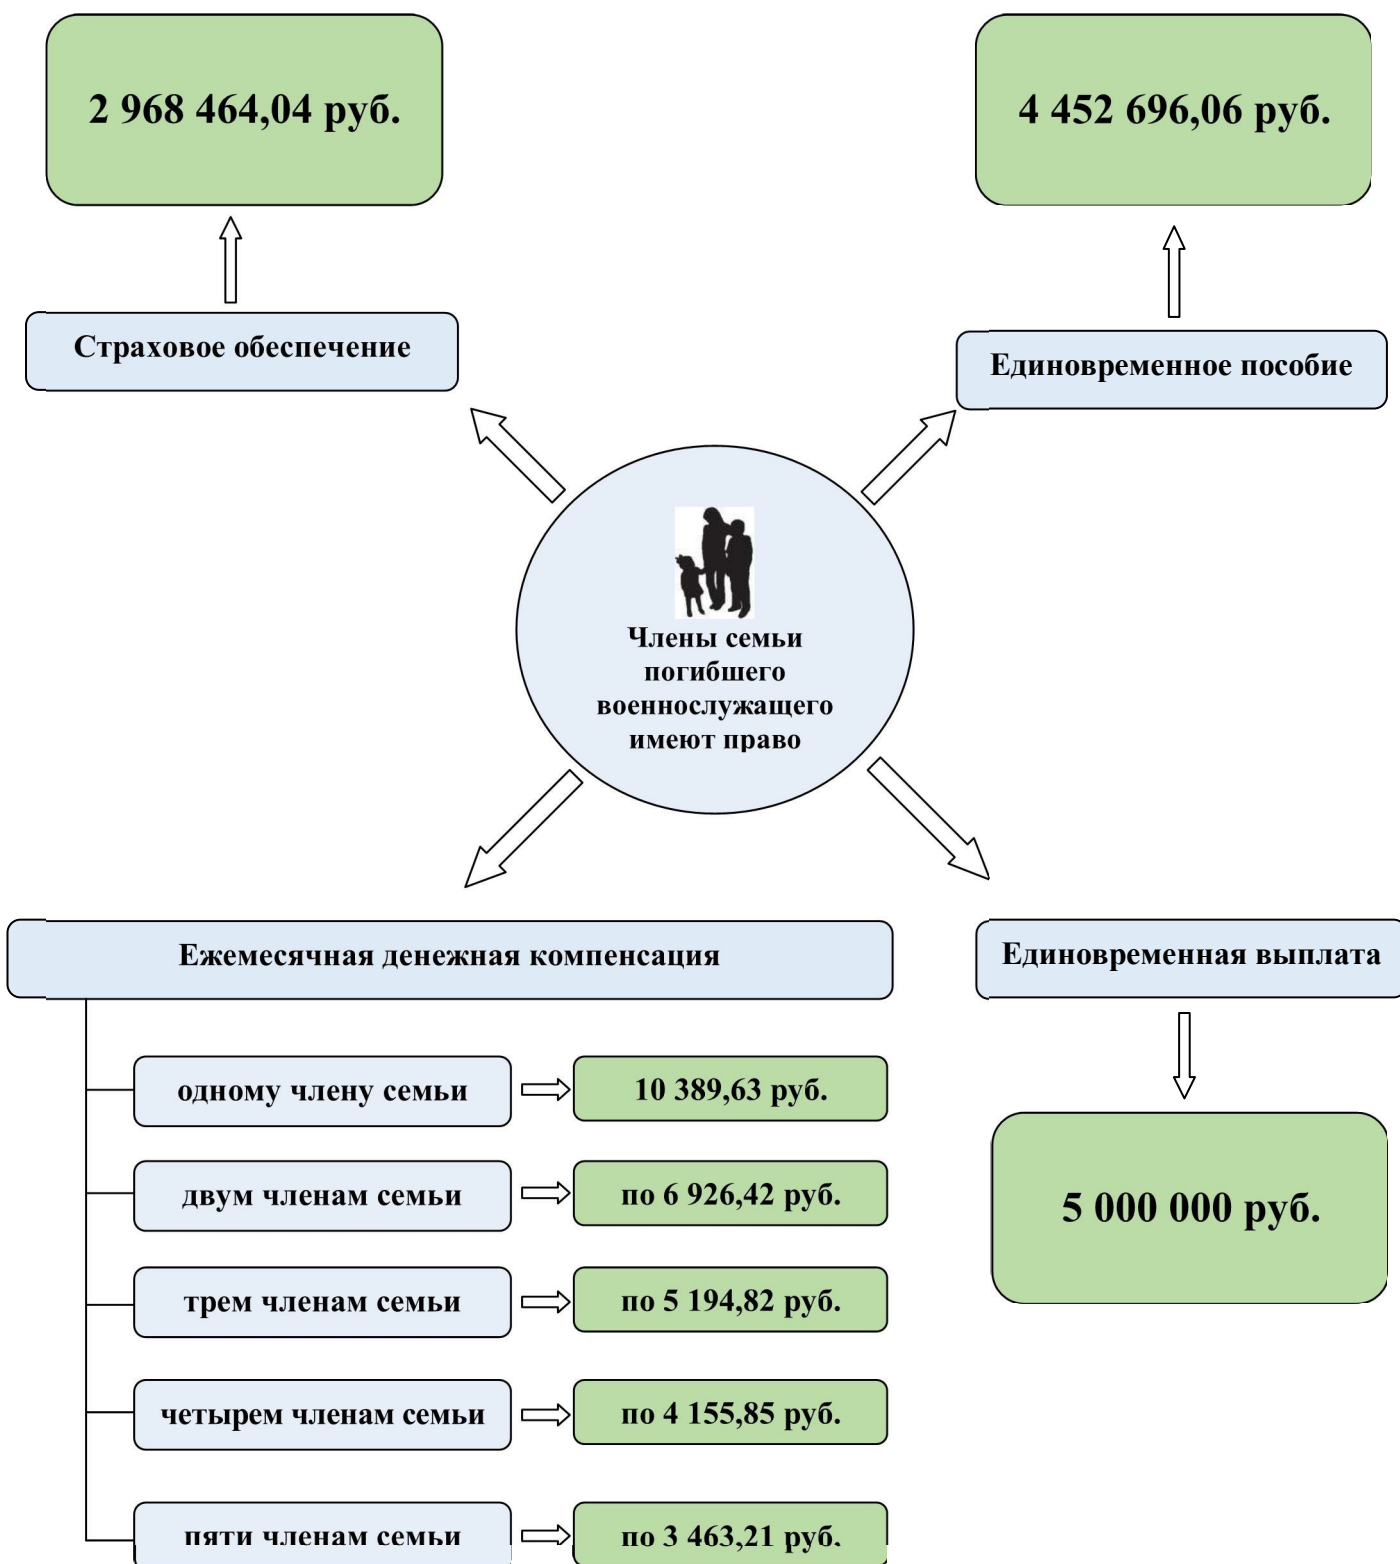 2 968 464,04 руб.
4 452 696,06 руб.
Страховое обеспечение
Единовременное пособие
Члены семьи
погибшего
военнослужащего
имеют право
Ежемесячная денежная компенсация
Единовременная выплата
одному члену семьи
10 389,63 руб.
двум членам семьи
по 6 926,42 руб.
5 000 000 руб.
трем членам семьи
по 5 194,82 руб.
четырем членам семьи
по 4 155,85 руб.
пяти членам семьи
по 3 463,21 руб.